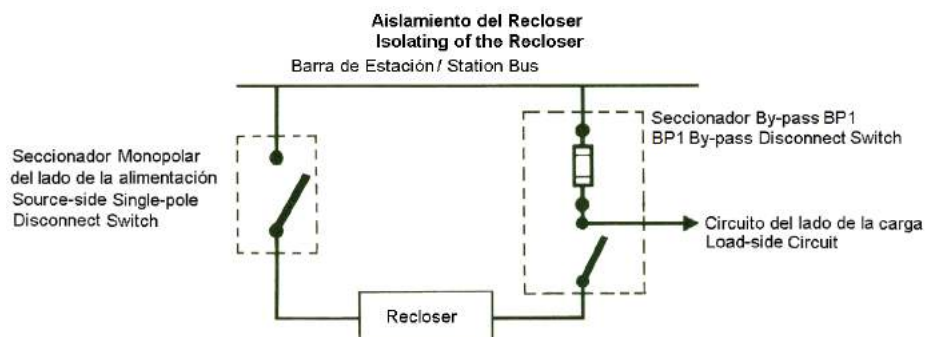 Aislamiento del Recloser
Isolating of the Recloser
Barra de Estación / Station Bus
Seccionador By-pass BP1
BP1 By-pass Disconnect Switch
Seccionador Monopolar
del lado de la alimentación
Source-side Single-pole
Disconnect Switch
Circuito del lado de la carga
Load-side Circuit
Recloser